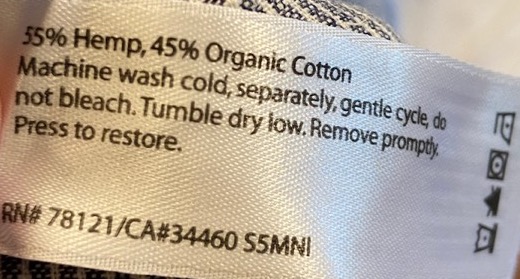 55% Hemp, 45% Organic Cotton
Machine wash cold, separately, gentle cycle, do
not bleach. Tumble dry low. Remove promptly.
Press to restore.
RN# 78121/CA#34460 S5MNI